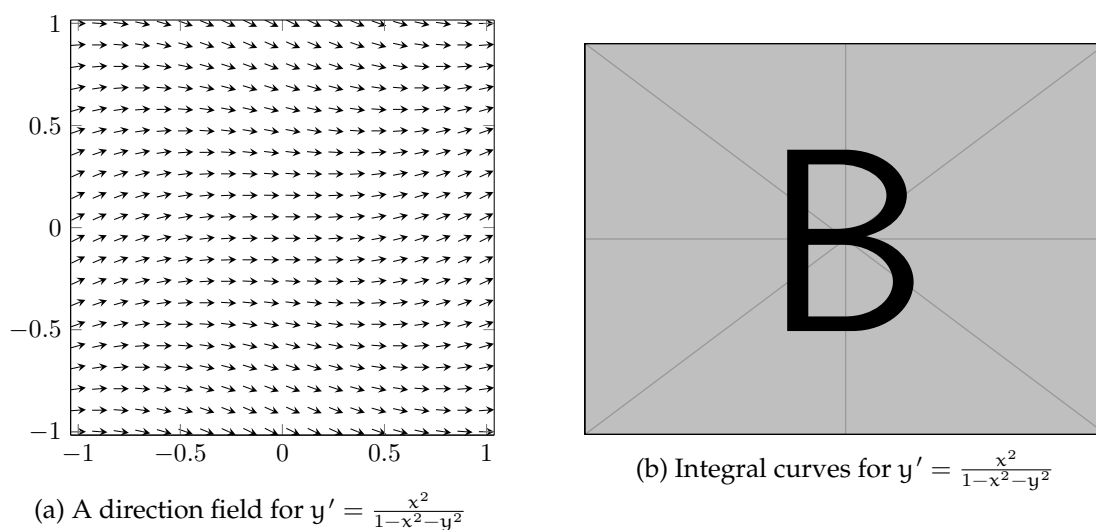 1
0.5
0
−0.5
−1
−1 −0.5 0 0.5 1
(a) A direction field for y′ = x²/(1−x²−y²)
B
(b) Integral curves for y′ = x²/(1−x²−y²)